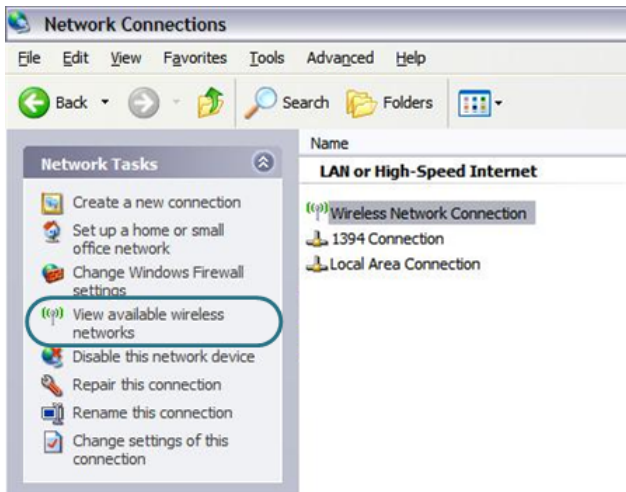 Network Connections
File Edit View Favorites Tools Advanced Help
Back Search Folders
Name
Network Tasks
LAN or High-Speed Internet
Create a new connection
Wireless Network Connection
Set up a home or small
office network
1394 Connection
Change Windows Firewall
settings
Local Area Connection
View available wireless
networks
Disable this network device
Repair this connection
Rename this connection
Change settings of this
connection